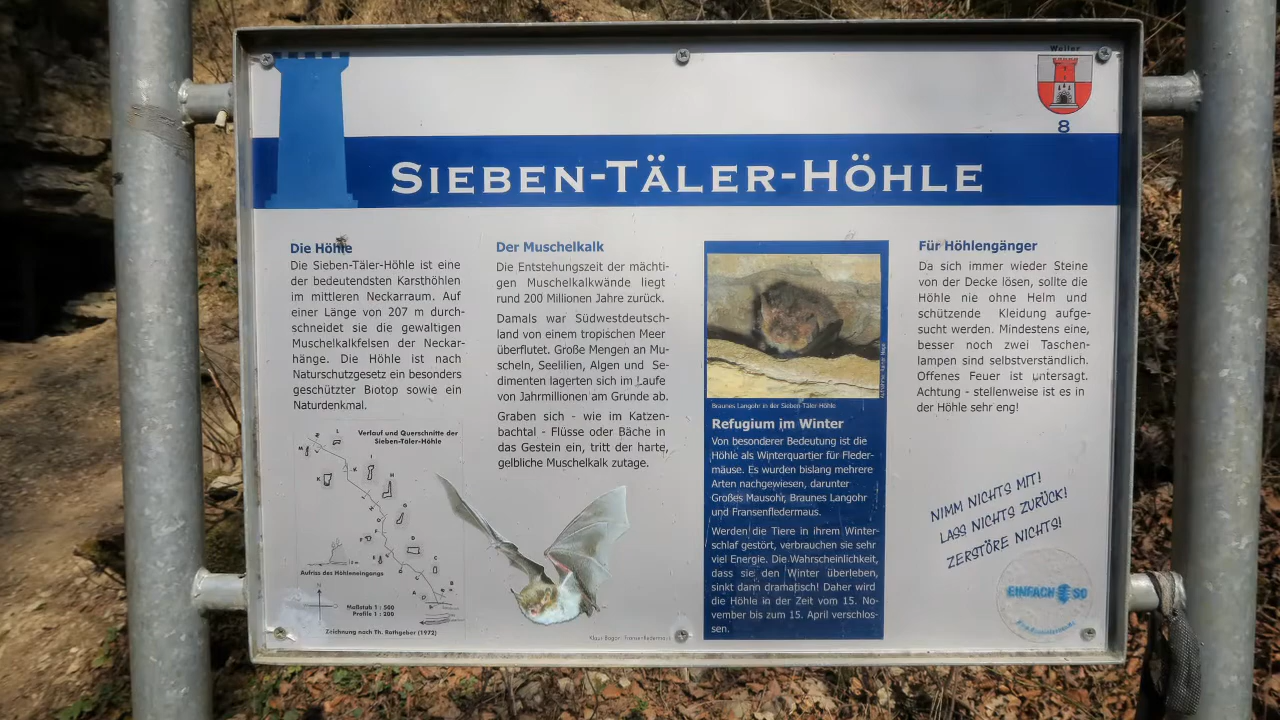 Weiler
8
SIEBEN-TÄLER-HÖHLE
Die Höhle
Die Sieben-Täler-Höhle ist eine
der bedeutendsten Karsthöhlen
im mittleren Neckarraum. Auf
einer Länge von 207 m durch-
schneidet sie die gewaltigen
Muschelkalkfelsen der Neckar-
hänge. Die Höhle ist nach
Naturschutzgesetz ein besonders
geschützter Biotop sowie ein
Naturdenkmal.
Verlauf und Querschnitte der
Sieben-Täler-Höhle
Aufriss des Höhleneingangs
Maßstab 1 : 500
Profile 1 : 200
Zeichnung nach Th. Rathgeber (1972)
Der Muschelkalk
Die Entstehungszeit der mächti-
gen Muschelkalkwände liegt
rund 200 Millionen Jahre zurück.
Damals war Südwestdeutsch-
land von einem tropischen Meer
überflutet. Große Mengen an Mu-
scheln, Seelilien, Algen und Se-
dimenten lagerten sich im Laufe
von Jahrmillionen am Grunde ab.
Graben sich - wie im Katzen-
bachtal - Flüsse oder Bäche in
das Gestein ein, tritt der harte,
gelbliche Muschelkalk zutage.
Braunes Langohr in der Sieben Täler Höhle
Refugium im Winter
Von besonderer Bedeutung ist die
Höhle als Winterquartier für Fleder-
mäuse. Es wurden bislang mehrere
Arten nachgewiesen, darunter
Großes Mausohr, Braunes Langohr
und Fransenfledermaus.
Werden die Tiere in ihrem Winter-
schlaf gestört, verbrauchen sie sehr
viel Energie. Die Wahrscheinlichkeit,
dass sie den Winter überleben,
sinkt dann dramatisch! Daher wird
die Höhle in der Zeit vom 15. No-
vember bis zum 15. April verschlos-
sen.
Für Höhlengänger
Da sich immer wieder Steine
von der Decke lösen, sollte die
Höhle nie ohne Helm und
schützende Kleidung aufge-
sucht werden. Mindestens eine,
besser noch zwei Taschen-
lampen sind selbstverständlich.
Offenes Feuer ist untersagt.
Achtung - stellenweise ist es in
der Höhle sehr eng!
NIMM NICHTS MIT!
LASS NICHTS ZURÜCK!
ZERSTÖRE NICHTS!
EINFACH SO